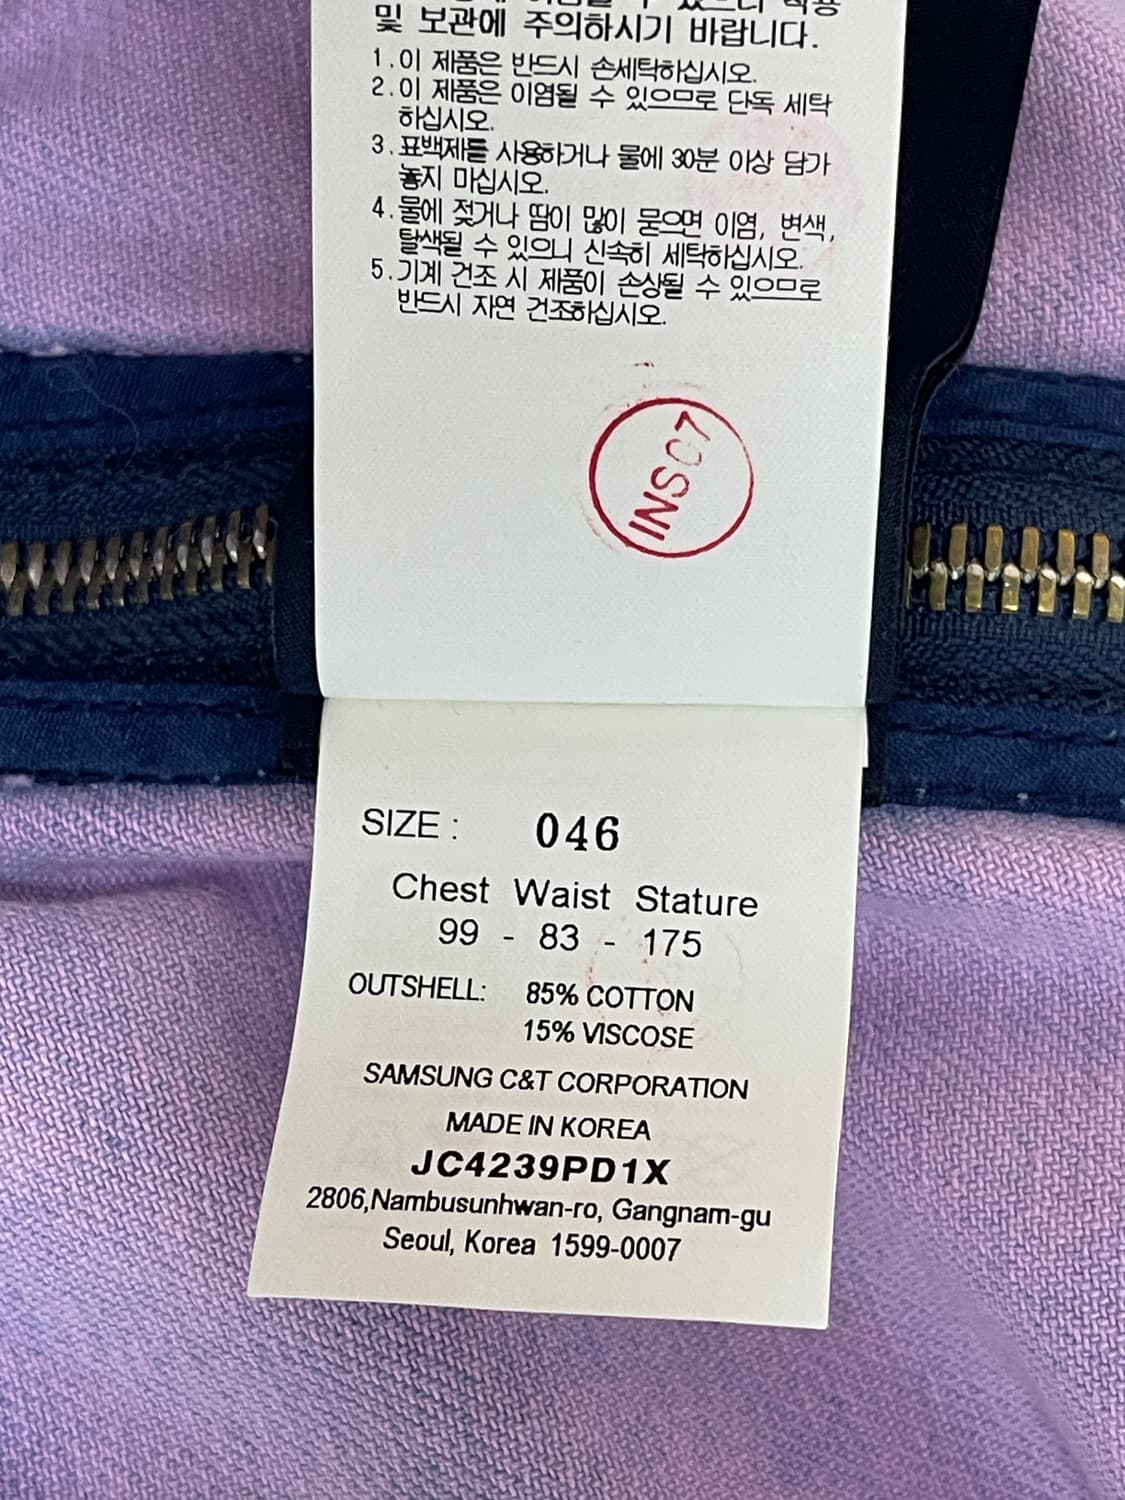 및 보관에 주의하시기 바랍니다.
1.이 제품은 반드시 손세탁하십시오.
2.이 제품은 이염될 수 있으므로 단독 세탁
하십시오.
3.표백제를 사용하거나 물에 30분 이상 담가
놓지 마십시오.
4.물에 젖거나 땀이 많이 묻으면 이염, 변색,
탈색될 수 있으니 신속히 세탁하십시오.
5.기계 건조 시 제품이 손상될 수 있으므로
반드시 자연 건조하십시오.
INS07
SIZE : 046
Chest Waist Stature
99 - 83 - 175
OUTSHELL: 85% COTTON
15% VISCOSE
SAMSUNG C&T CORPORATION
MADE IN KOREA
JC4239PD1X
2806,Nambusunhwan-ro, Gangnam-gu
Seoul, Korea 1599-0007